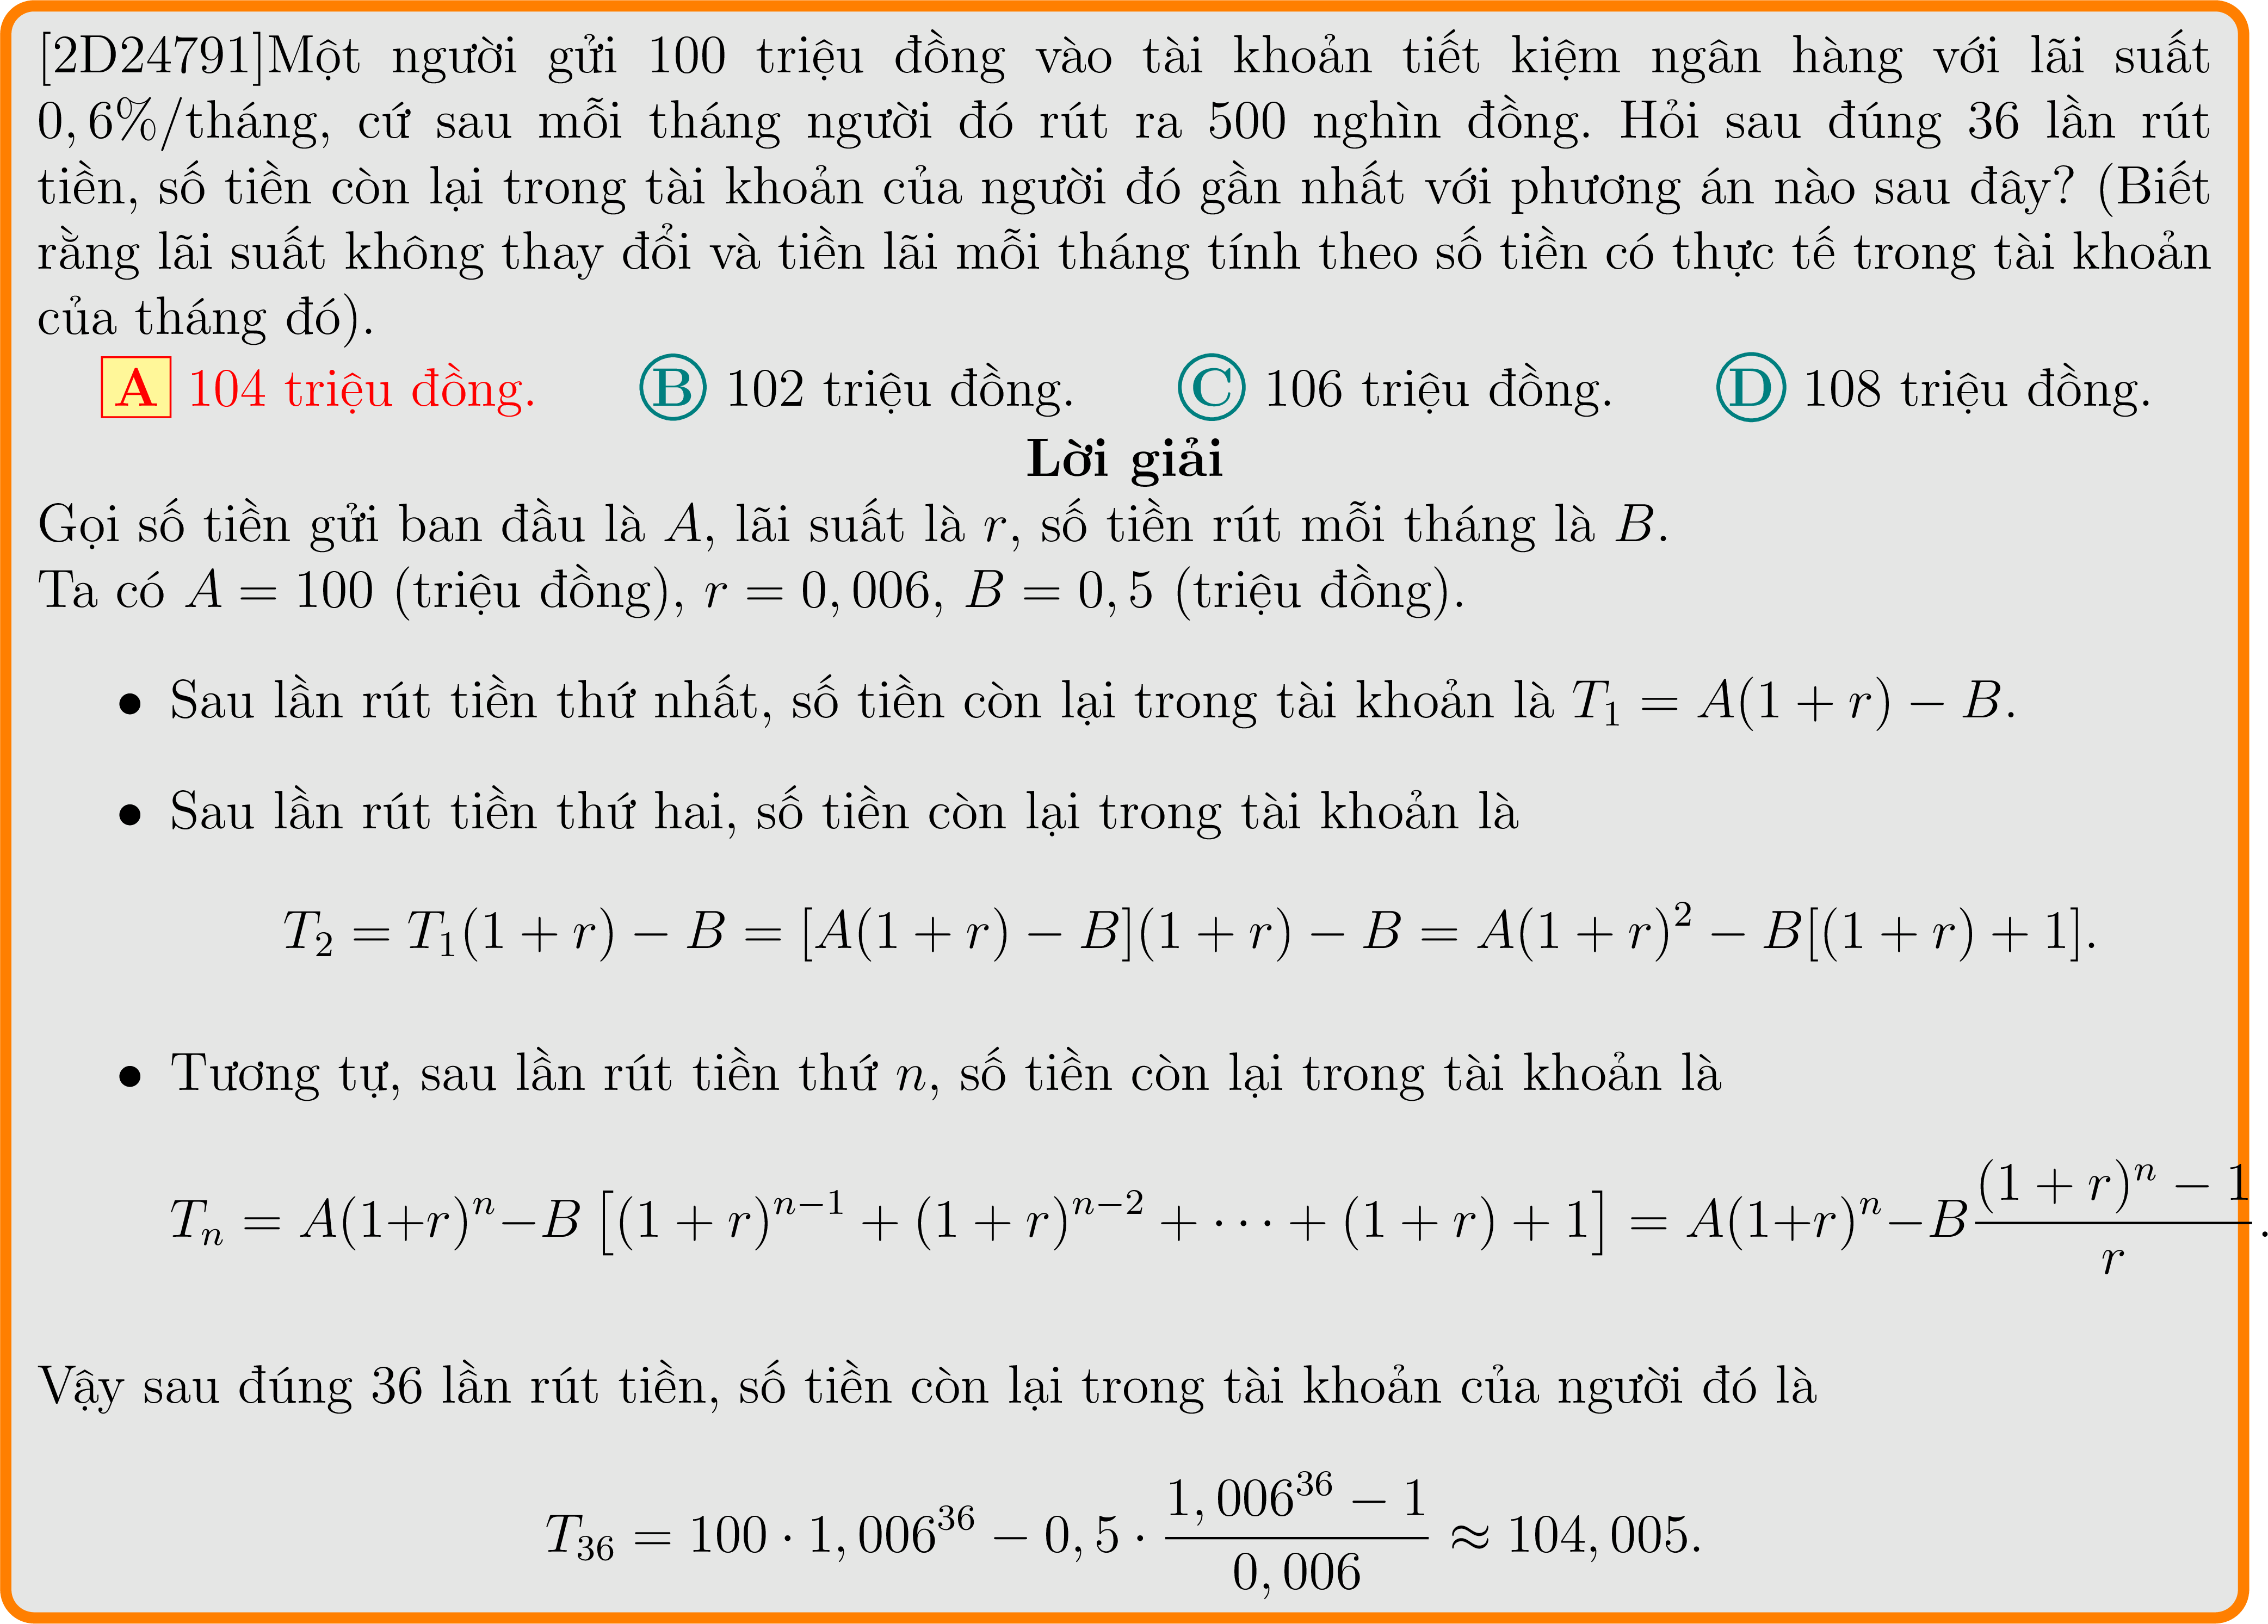 [2D24791]Một người gửi 100 triệu đồng vào tài khoản tiết kiệm ngân hàng với lãi suất
0,6%/tháng, cứ sau mỗi tháng người đó rút ra 500 nghìn đồng. Hỏi sau đúng 36 lần rút
tiền, số tiền còn lại trong tài khoản của người đó gần nhất với phương án nào sau đây? (Biết
rằng lãi suất không thay đổi và tiền lãi mỗi tháng tính theo số tiền có thực tế trong tài khoản
của tháng đó).
A 104 triệu đồng. B 102 triệu đồng. C 106 triệu đồng. D 108 triệu đồng.
Lời giải
Gọi số tiền gửi ban đầu là A, lãi suất là r, số tiền rút mỗi tháng là B.
Ta có A = 100 (triệu đồng), r = 0,006, B = 0,5 (triệu đồng).
• Sau lần rút tiền thứ nhất, số tiền còn lại trong tài khoản là T₁ = A(1 + r) − B.
• Sau lần rút tiền thứ hai, số tiền còn lại trong tài khoản là
T₂ = T₁(1 + r) − B = [A(1 + r) − B](1 + r) − B = A(1 + r)² − B[(1 + r) + 1].
• Tương tự, sau lần rút tiền thứ n, số tiền còn lại trong tài khoản là
$T_n = A(1+r)^n - B\left[(1+r)^{n-1} + (1+r)^{n-2} + \cdots + (1+r) + 1\right] = A(1+r)^n - B\frac{(1+r)^n - 1}{r}.$
Vậy sau đúng 36 lần rút tiền, số tiền còn lại trong tài khoản của người đó là
$T_{36} = 100 \cdot 1,006^{36} - 0,5 \cdot \frac{1,006^{36} - 1}{0,006} \approx 104,005.$